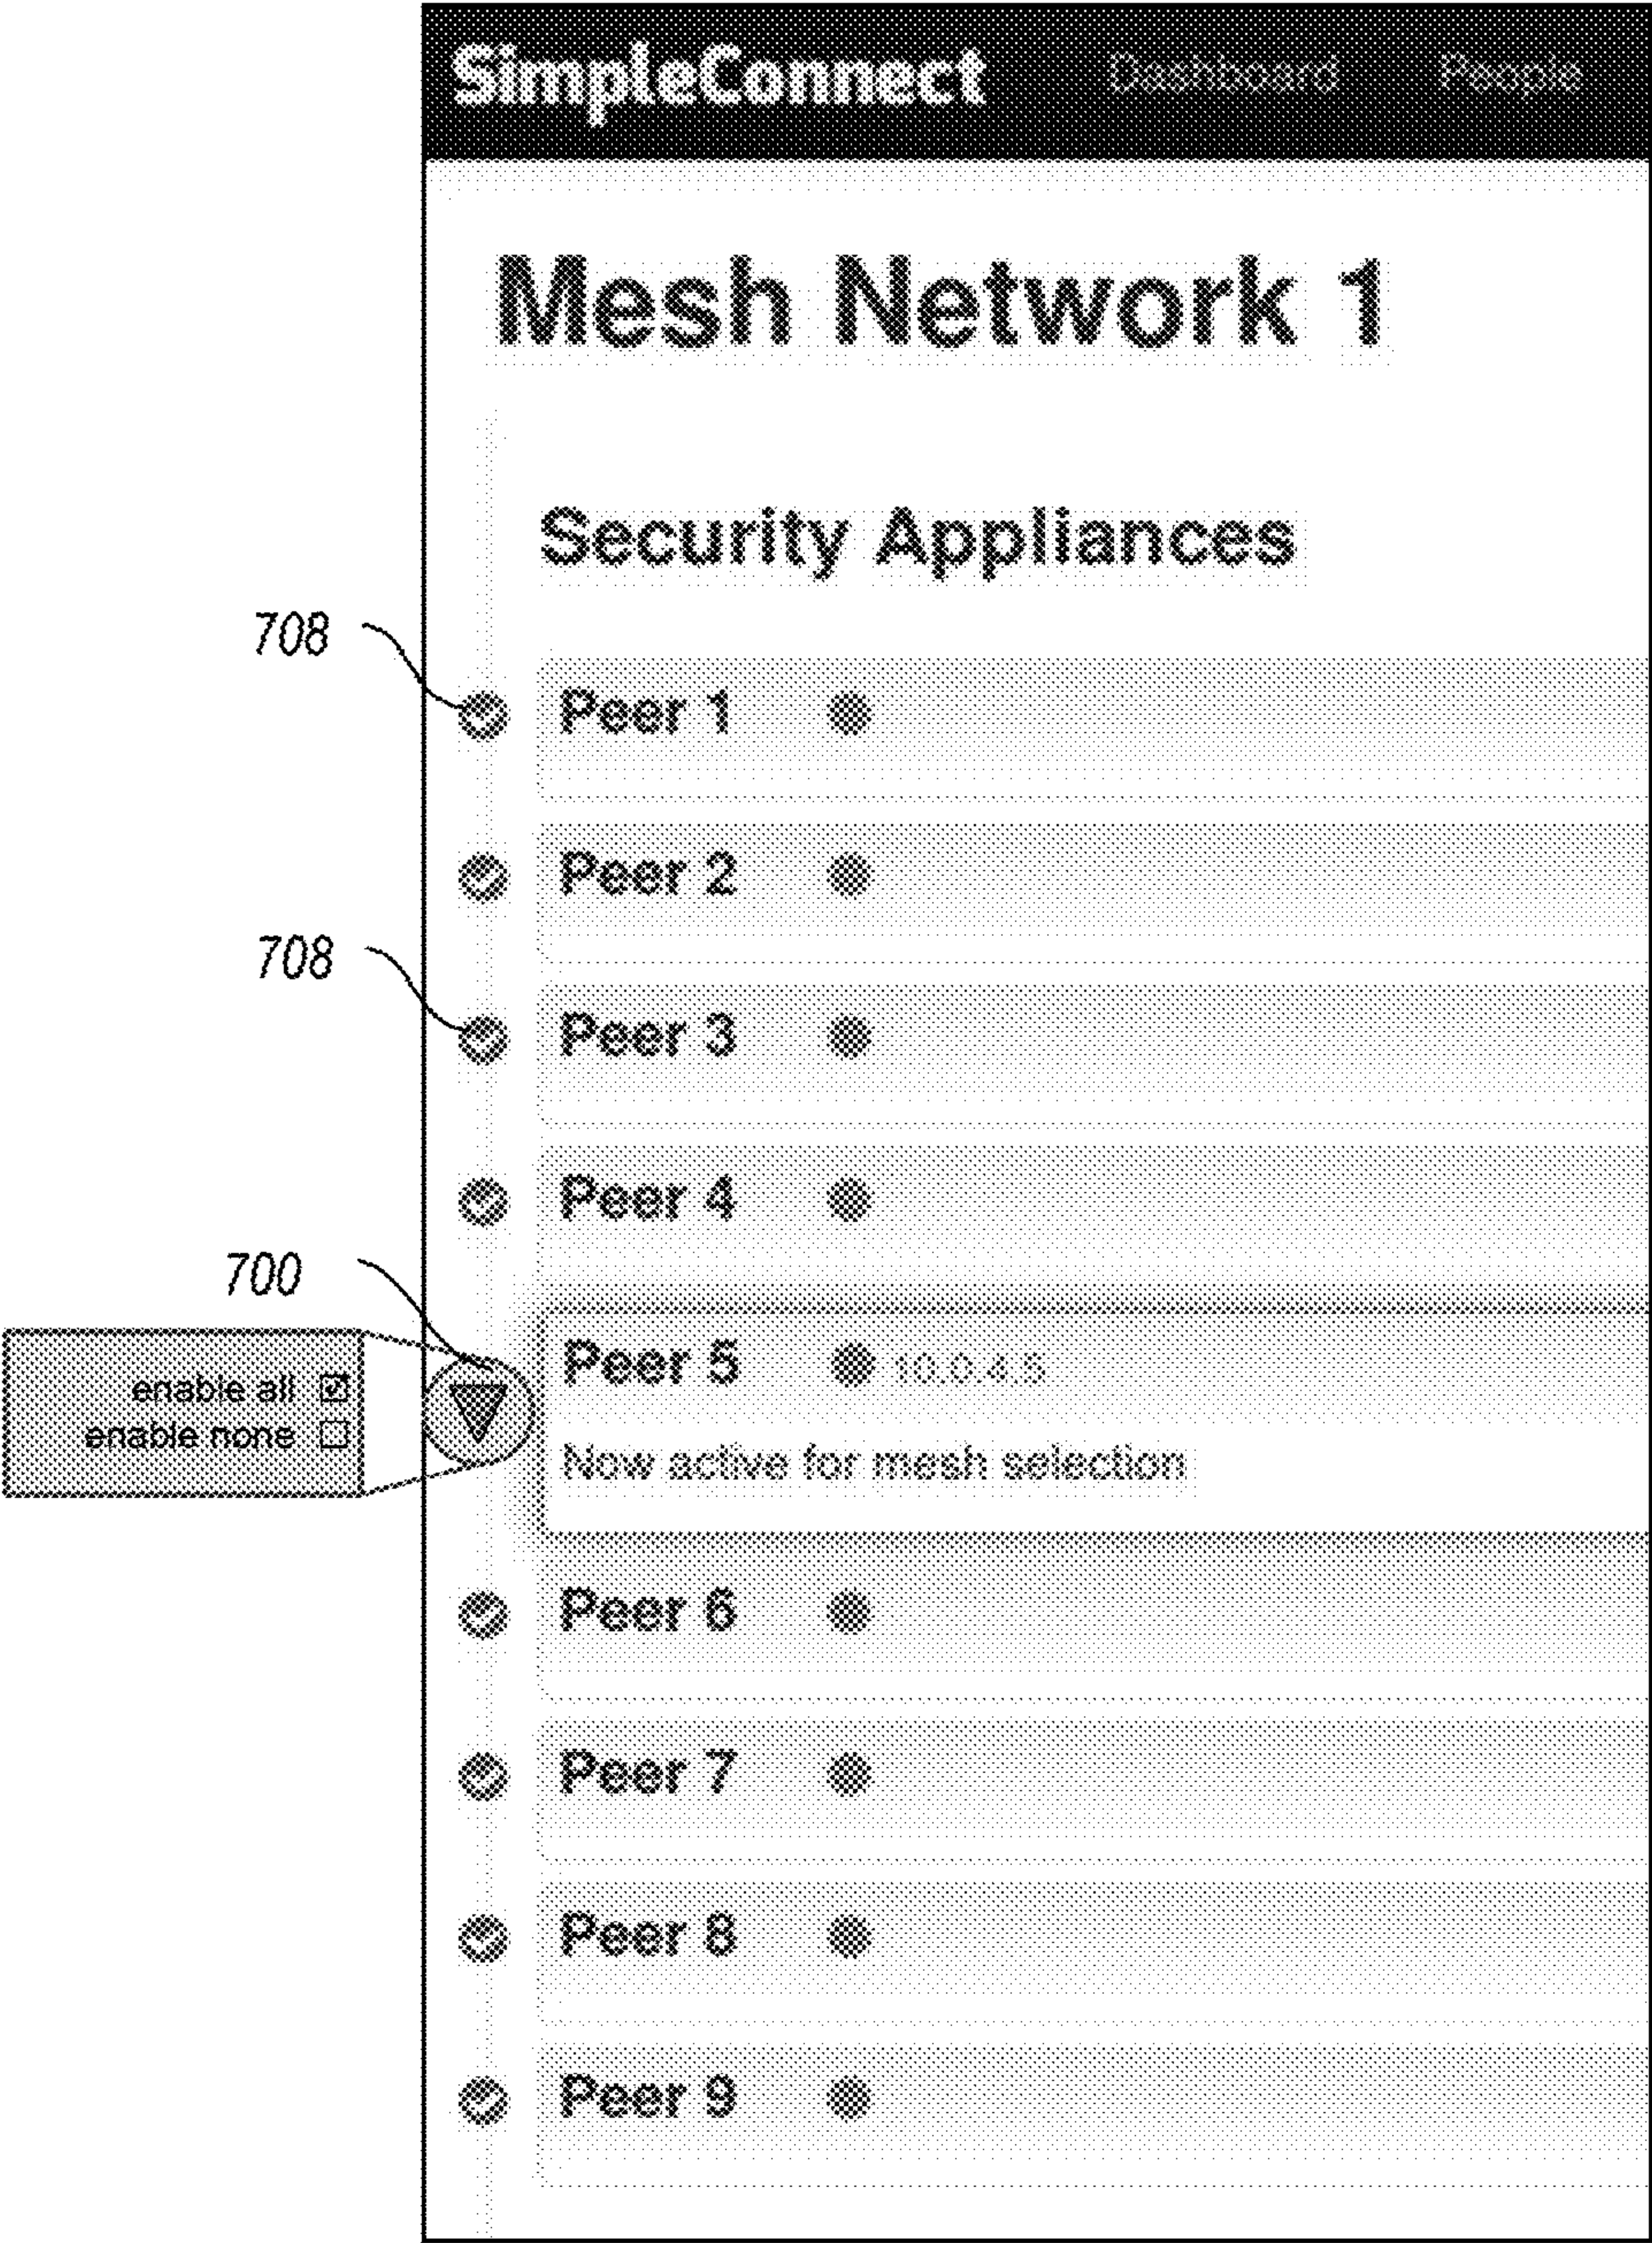 SimpleConnect Dashboard People
Mesh Network 1
Security Appliances
708
Peer 1
Peer 2
708
Peer 3
Peer 4
700
Peer 5 10.0.4.5
enable all
enable none
Now active for mesh selection
Peer 6
Peer 7
Peer 8
Peer 9